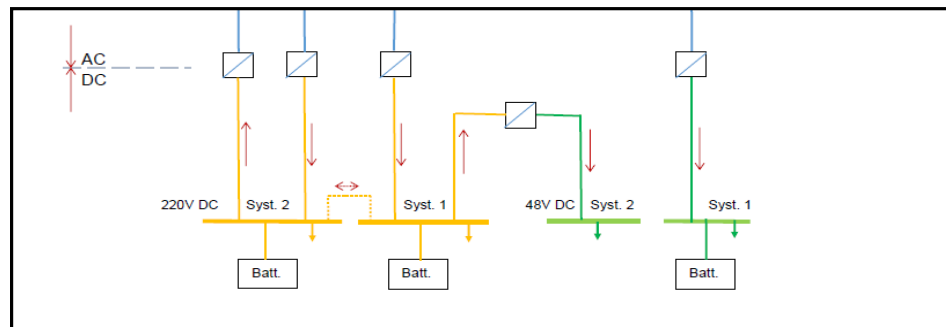 AC
DC
220V DC Syst. 2
Syst. 1
48V DC Syst. 2
Syst. 1
Batt.
Batt.
Batt.